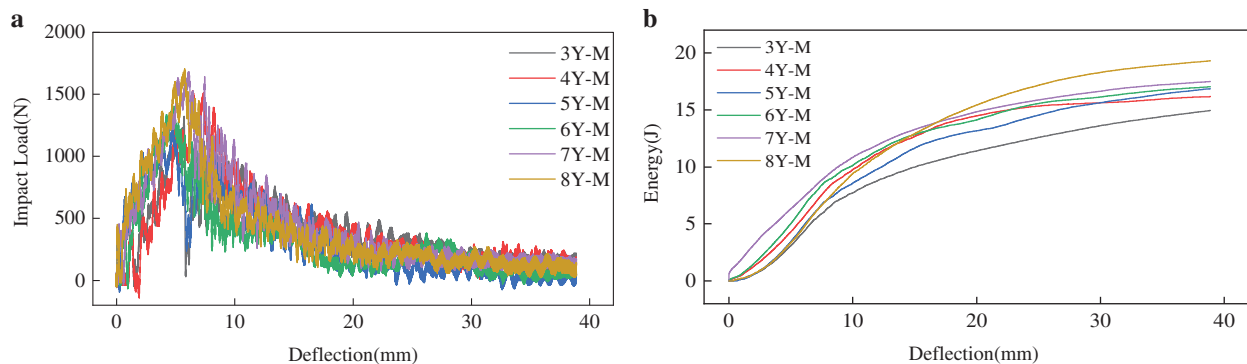 a
2000
1500
1000
500
0
Impact Load(N)
0 10 20 30 40
Deflection(mm)
3Y-M
4Y-M
5Y-M
6Y-M
7Y-M
8Y-M
b
20
15
10
5
0
Energy(J)
0 10 20 30 40
Deflection(mm)
3Y-M
4Y-M
5Y-M
6Y-M
7Y-M
8Y-M